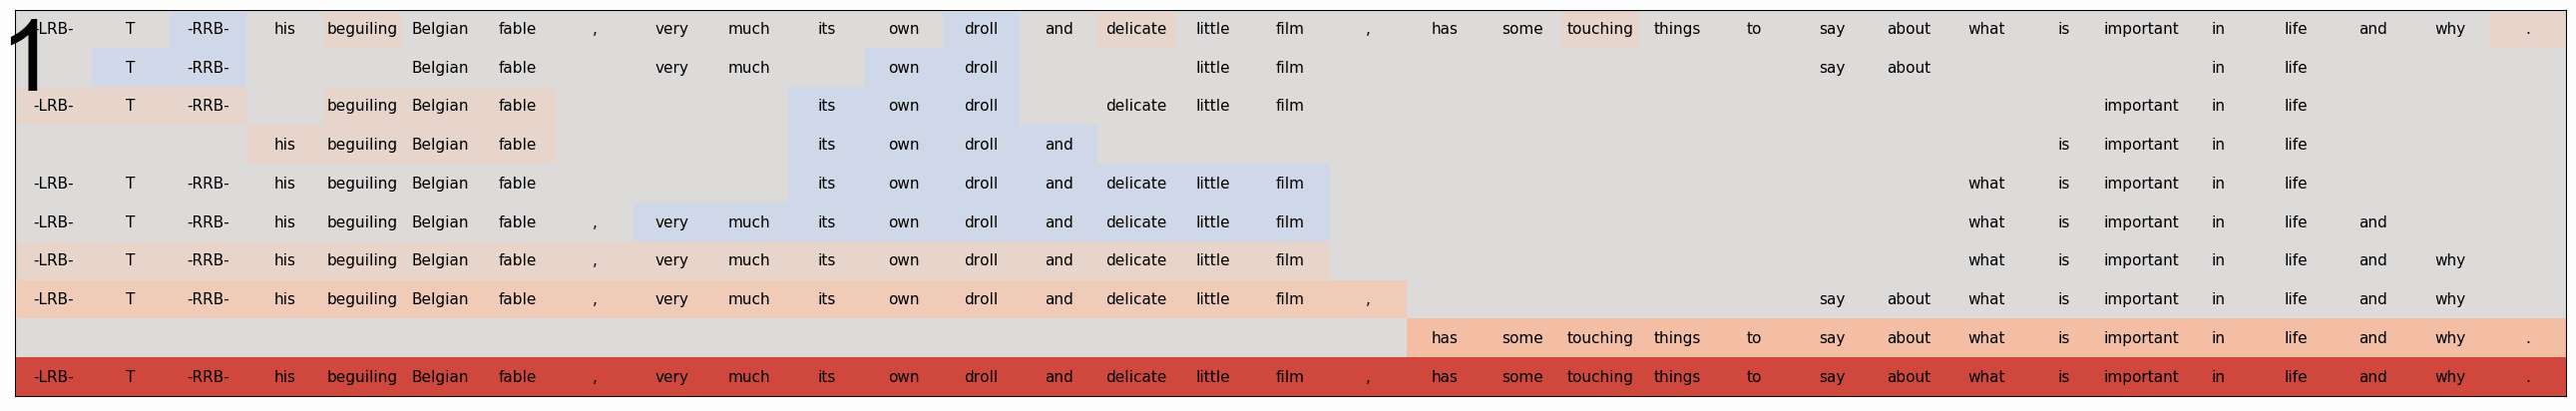 1
-LRB- T -RRB- his beguiling Belgian fable , very much its own droll and delicate little film , has some touching things to say about what is important in life and why .
T -RRB- Belgian fable very much own droll little film say about in life
-LRB- T -RRB- beguiling Belgian fable its own droll delicate little film important in life
his beguiling Belgian fable its own droll and is important in life
-LRB- T -RRB- his beguiling Belgian fable its own droll and delicate little film what is important in life
-LRB- T -RRB- his beguiling Belgian fable , very much its own droll and delicate little film what is important in life and
-LRB- T -RRB- his beguiling Belgian fable , very much its own droll and delicate little film what is important in life and why
-LRB- T -RRB- his beguiling Belgian fable , very much its own droll and delicate little film , say about what is important in life and why
has some touching things to say about what is important in life and why .
-LRB- T -RRB- his beguiling Belgian fable , very much its own droll and delicate little film , has some touching things to say about what is important in life and why .